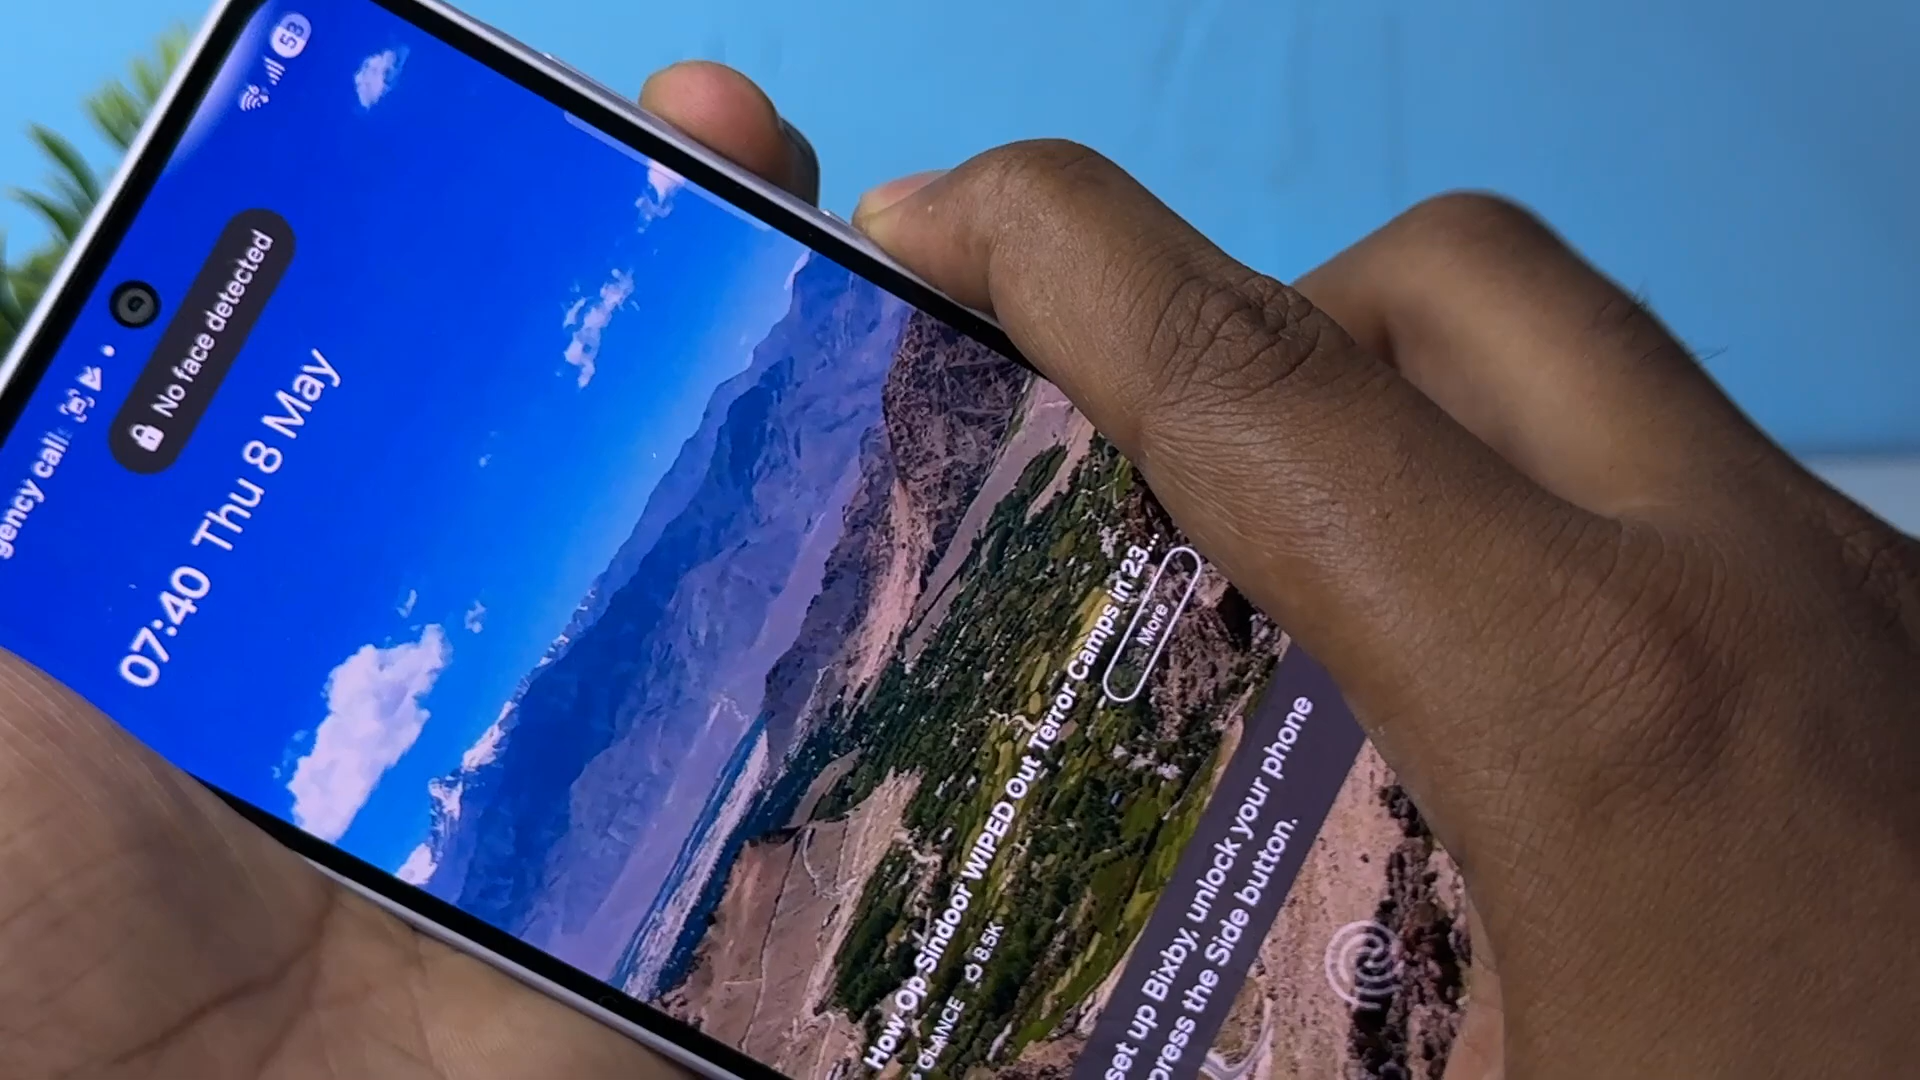 gency calls
53
No face detected
07:40 Thu 8 May
How Op Sindoor WIPED Out Terror Camps in 23...
GLANCE 8.5K
More
set up Bixby, unlock your phone
press the Side button.